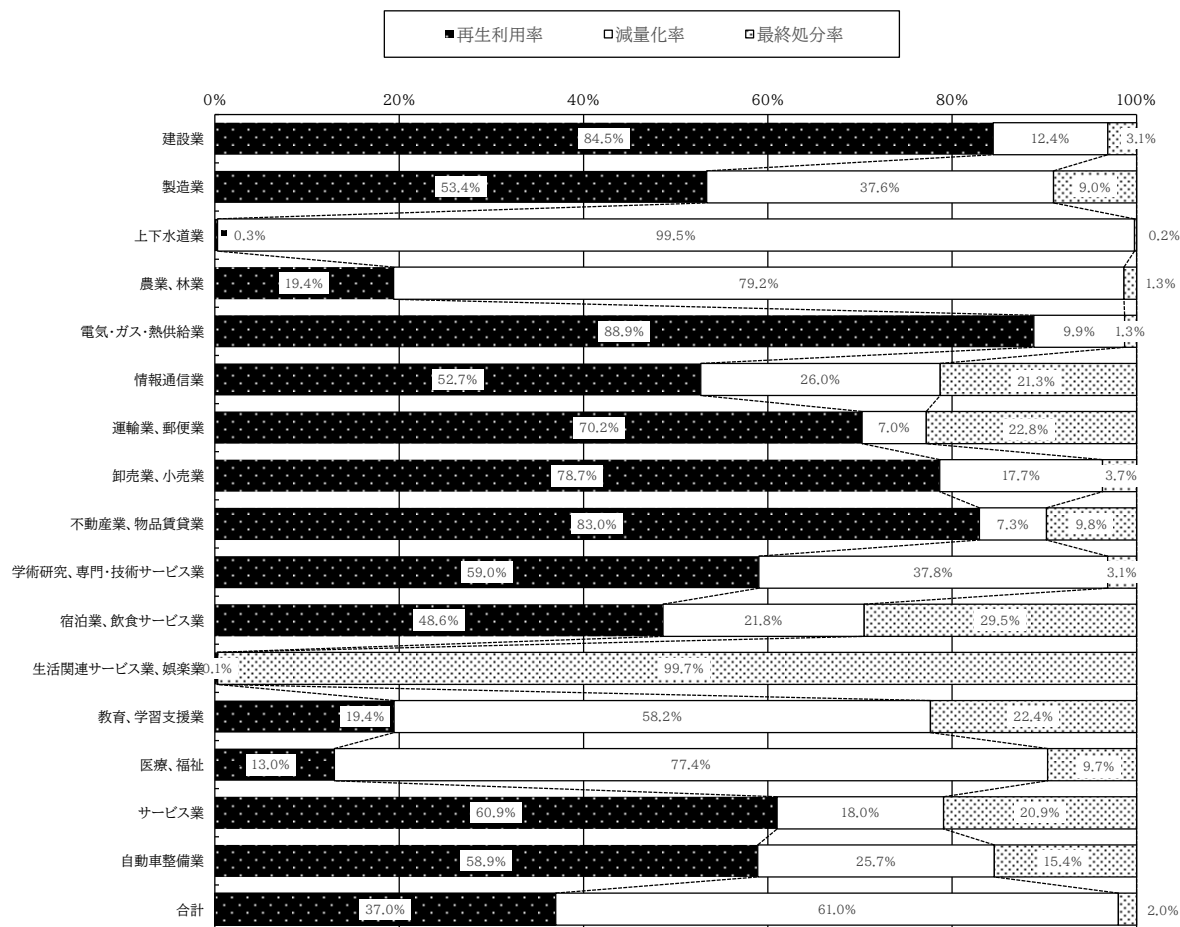 再生利用率 減量化率 最終処分率
0% 20% 40% 60% 80% 100%
建設業 84.5% 12.4% 3.1%
製造業 53.4% 37.6% 9.0%
上下水道業 0.3% 99.5% 0.2%
農業、林業 19.4% 79.2% 1.3%
電気・ガス・熱供給業 88.9% 9.9% 1.3%
情報通信業 52.7% 26.0% 21.3%
運輸業、郵便業 70.2% 7.0% 22.8%
卸売業、小売業 78.7% 17.7% 3.7%
不動産業、物品賃貸業 83.0% 7.3% 9.8%
学術研究、専門・技術サービス業 59.0% 37.8% 3.1%
宿泊業、飲食サービス業 48.6% 21.8% 29.5%
生活関連サービス業、娯楽業 0.1% 99.7%
教育、学習支援業 19.4% 58.2% 22.4%
医療、福祉 13.0% 77.4% 9.7%
サービス業 60.9% 18.0% 20.9%
自動車整備業 58.9% 25.7% 15.4%
合計 37.0% 61.0% 2.0%